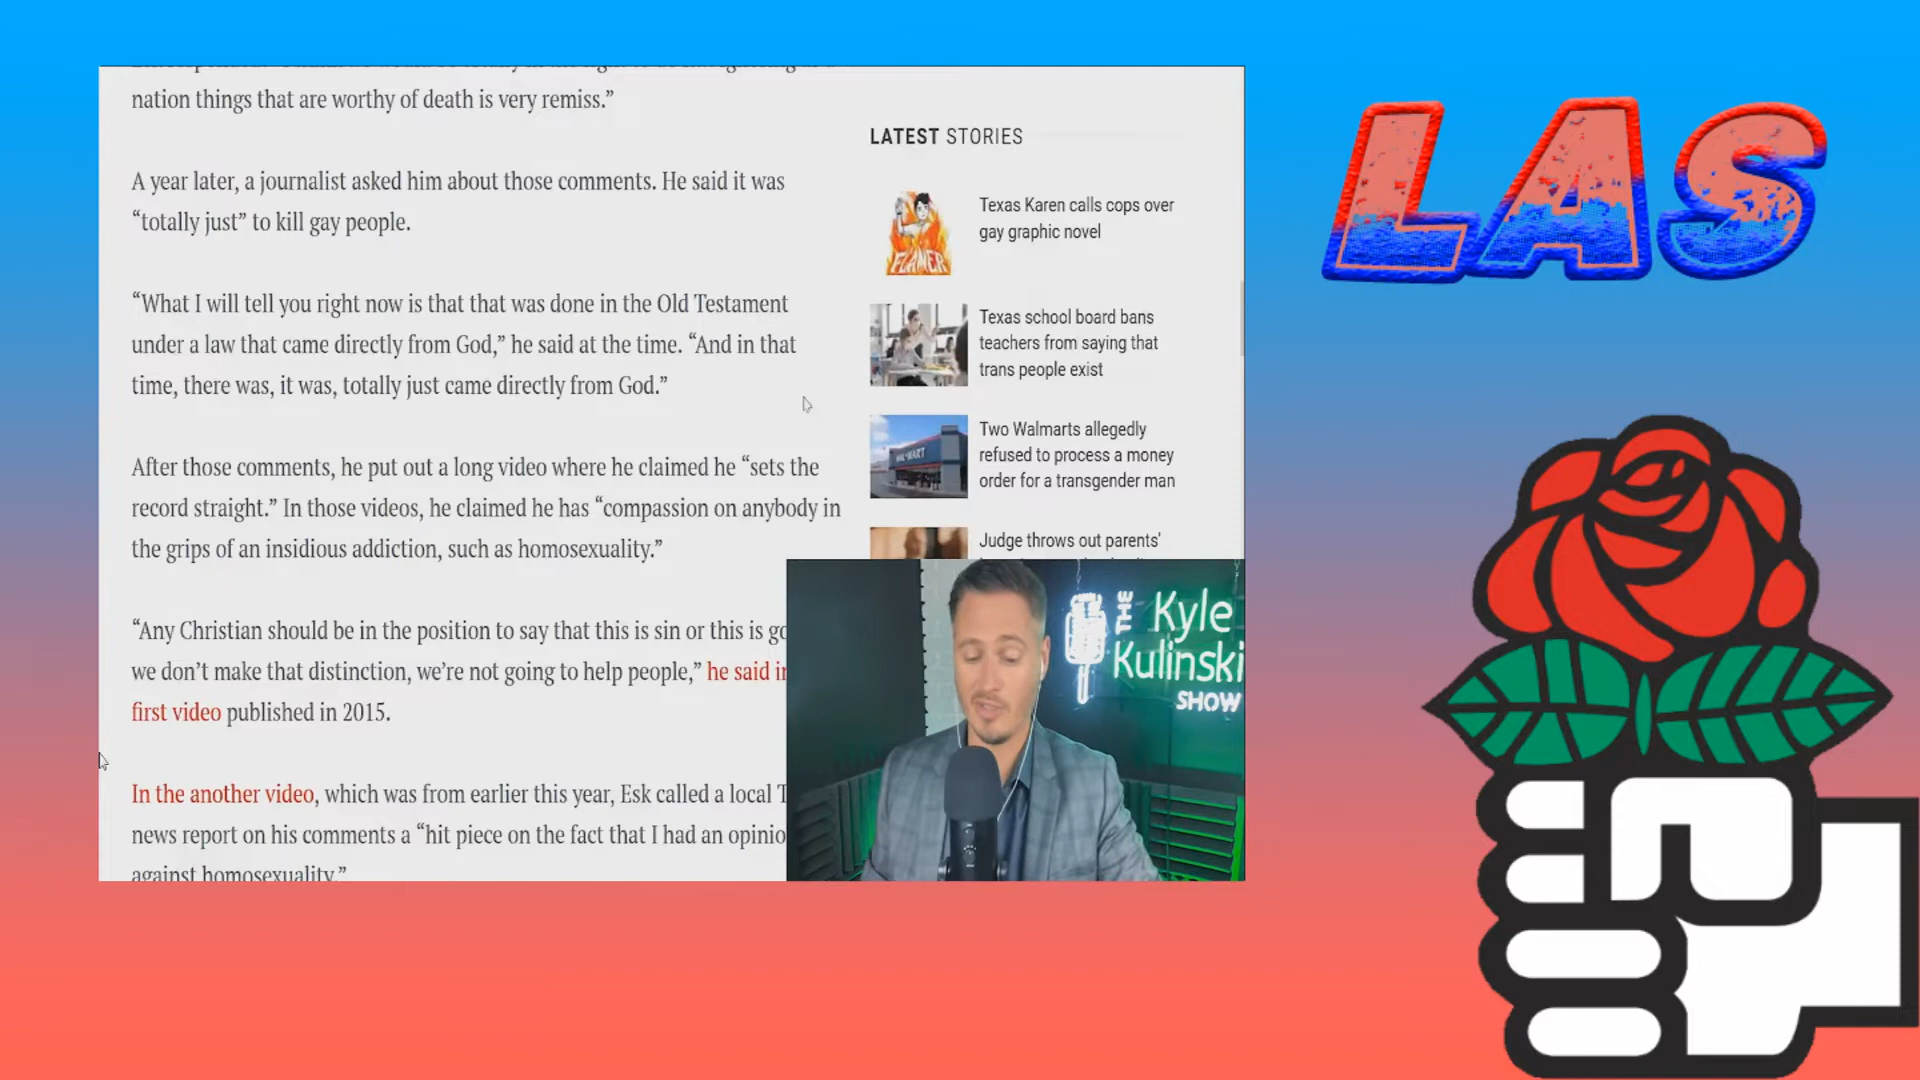 nation things that are worthy of death is very remiss.”
A year later, a journalist asked him about those comments. He said it was
“totally just” to kill gay people.
“What I will tell you right now is that that was done in the Old Testament
under a law that came directly from God,” he said at the time. “And in that
time, there was, it was, totally just came directly from God.”
After those comments, he put out a long video where he claimed he “sets the
record straight.” In those videos, he claimed he has “compassion on anybody in
the grips of an insidious addiction, such as homosexuality.”
“Any Christian should be in the position to say that this is sin or this is
we don’t make that distinction, we’re not going to help people,” he said
first video published in 2015.
In the another video, which was from earlier this year, Esk called a local
news report on his comments a “hit piece on the fact that I had an
against homosexuality.”
LATEST STORIES
FLAMER
Texas Karen calls cops over
gay graphic novel
Texas school board bans
teachers from saying that
trans people exist
WAL-MART
Two Walmarts allegedly
refused to process a money
order for a transgender man
Judge throws out parents’
THE
Kyle
Kulinski
SHOW
LAS